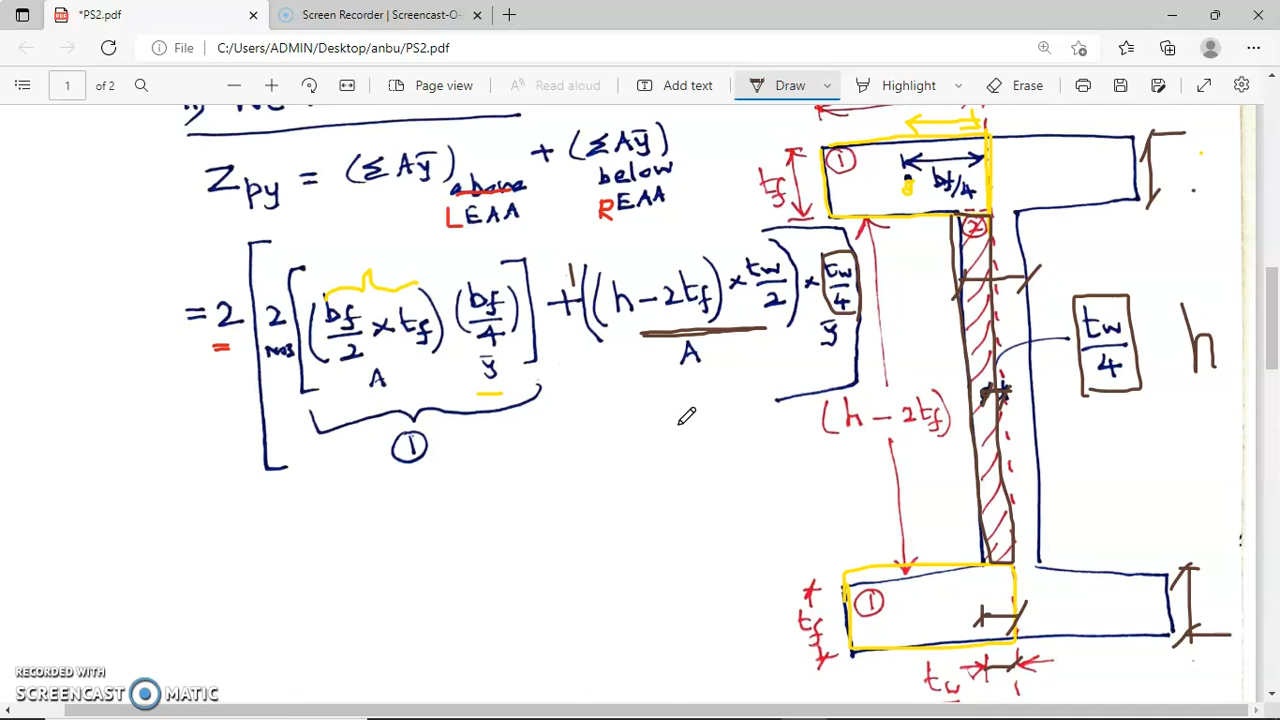 *PS2.pdf
Screen Recorder | Screencast-O-
File C:/Users/ADMIN/Desktop/anbu/PS2.pdf
1 of 2
Page view
Read aloud
Add text
Draw
Highlight
Erase
Zpy = (ΣAȳ) above LEAA + (ΣAȳ) below REAA
= 2 [ 2 nos [ (bf/2 × tf) (bf/4) ] + 1 ((h - 2tf) × tw/2) × tw/4 ]
A ȳ A ȳ
①
①
bf/4
tf
②
tw/4
h
(h - 2tf)
①
tf
tw
RECORDED WITH
SCREENCAST MATIC